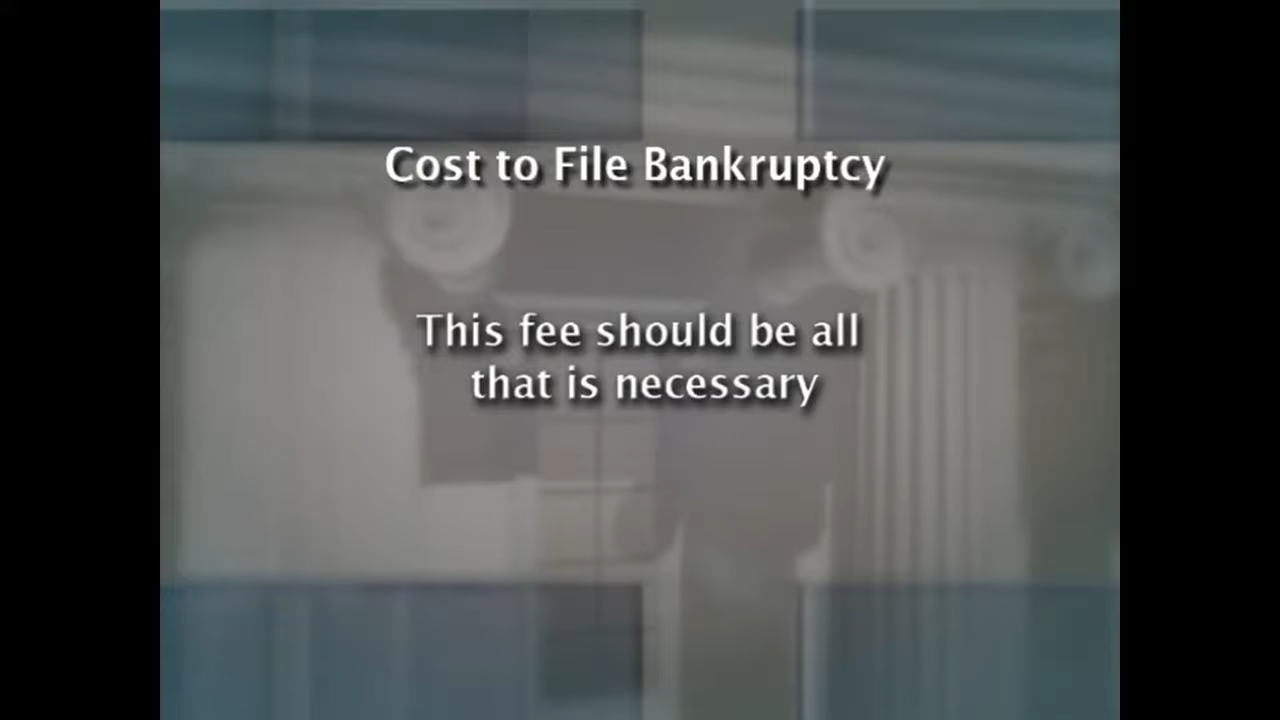 Cost to File Bankruptcy
This fee should be all
that is necessary